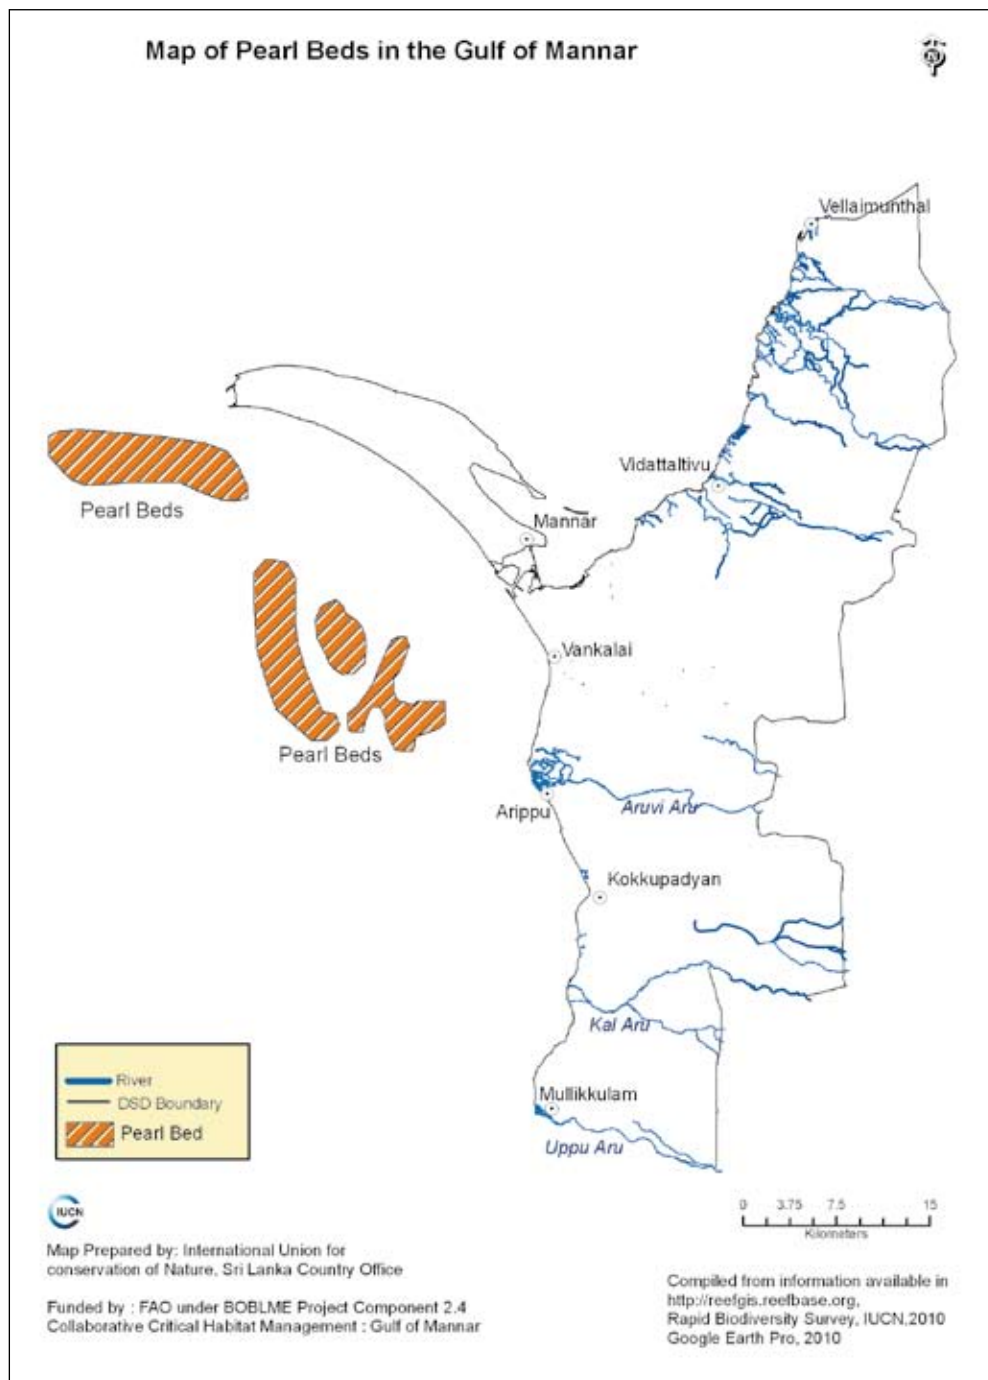 Map of Pearl Beds in the Gulf of Mannar
N
Vellaimunthal
Vidattaltivu
Pearl Beds
Mannar
Vankalai
Pearl Beds
Arippu
Aruvi Aru
Kokkupadyan
Kal Aru
Mullikkulam
Uppu Aru
River
DSD Boundary
Pearl Bed
0 3.75 7.5 15
Kilometers
IUCN
Map Prepared by: International Union for
conservation of Nature, Sri Lanka Country Office
Funded by : FAO under BOBLME Project Component 2.4
Collaborative Critical Habitat Management : Gulf of Mannar
Compiled from information available in
http://reefgis.reefbase.org,
Rapid Biodiversity Survey, IUCN,2010
Google Earth Pro, 2010